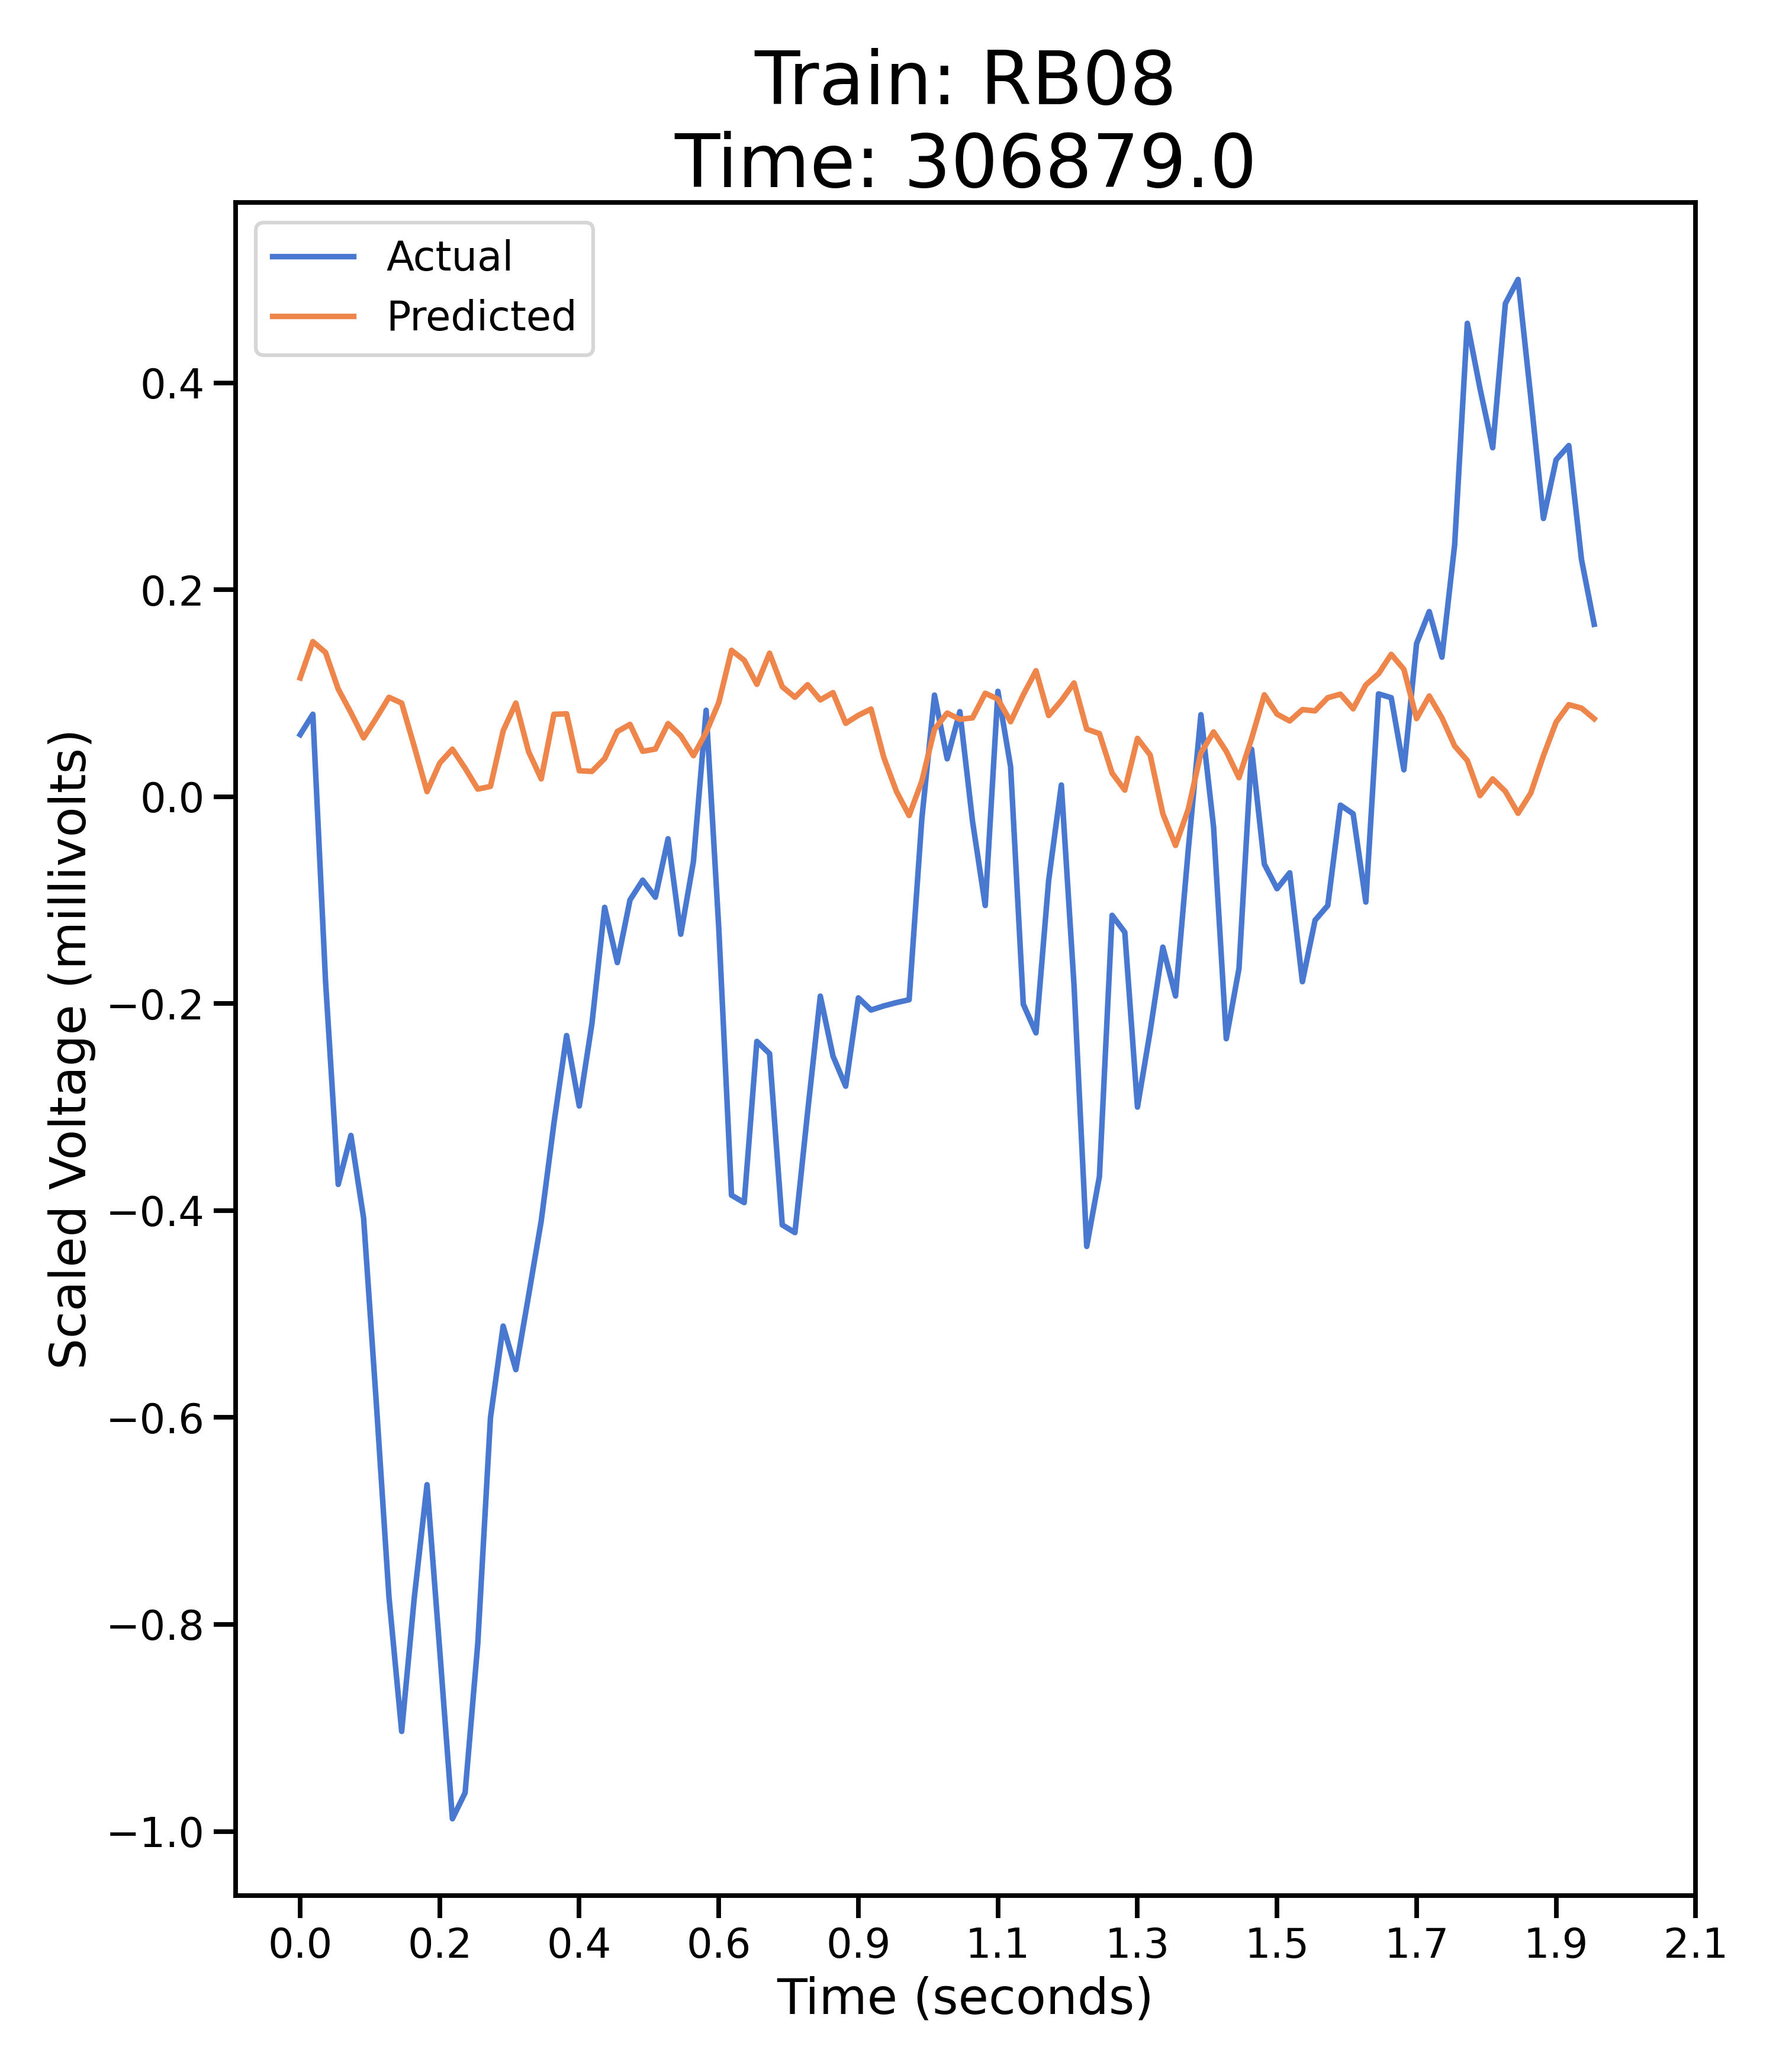 Train: RB08
Time: 306879.0
Actual
Predicted
Scaled Voltage (millivolts)
0.4
0.2
0.0
−0.2
−0.4
−0.6
−0.8
−1.0
0.0 0.2 0.4 0.6 0.9 1.1 1.3 1.5 1.7 1.9 2.1
Time (seconds)